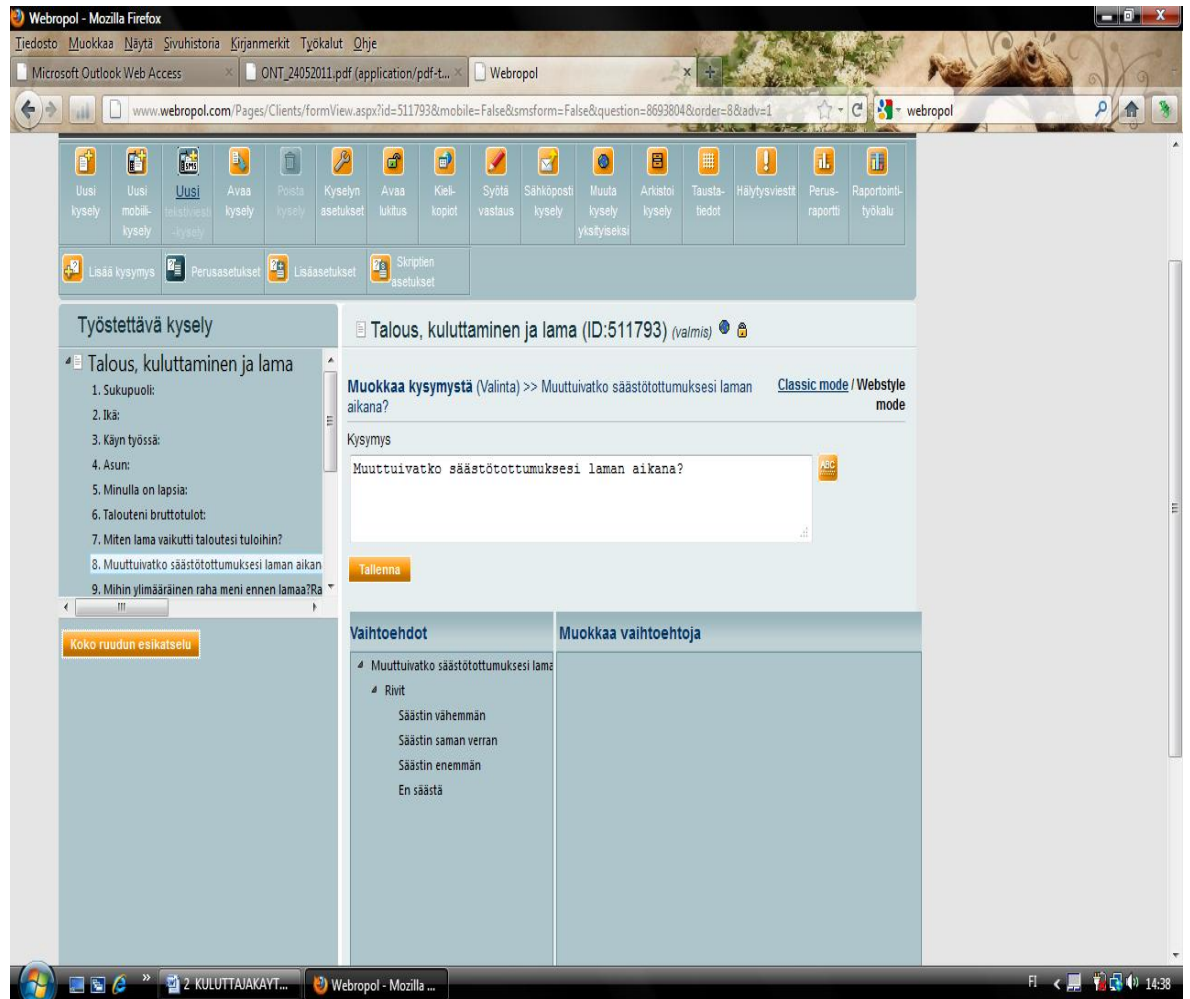 Webropol - Mozilla Firefox
Tiedosto Muokkaa Näytä Sivuhistoria Kirjanmerkit Työkalut Ohje
Microsoft Outlook Web Access
ONT_24052011.pdf (application/pdf-t...
Webropol
www.webropol.com/Pages/Clients/formView.aspx?id=511793&mobile=False&smsform=False&question=8693804&order=8&adv=1
webropol
Uusi kysely
Uusi mobiili-kysely
Uusi tekstiviesti -kysely
Avaa kysely
Poista kysely
Kyselyn asetukset
Avaa lukitus
Kieli-kopiot
Syötä vastaus
Sähköposti kysely
Muuta kysely yksityiseksi
Arkistoi kysely
Tausta-tiedot
Hälytysviestit
Perus-raportti
Raportointi-työkalu
Lisää kysymys
Perusasetukset
Lisäasetukset
Skriptien asetukset
Työstettävä kysely
Talous, kuluttaminen ja lama
1. Sukupuoli:
2. Ikä:
3. Käyn työssä:
4. Asun:
5. Minulla on lapsia:
6. Talouteni bruttotulot:
7. Miten lama vaikutti taloutesi tuloihin?
8. Muuttuivatko säästötottumuksesi laman aikan
9. Mihin ylimääräinen raha meni ennen lamaa?Ra
Koko ruudun esikatselu
Talous, kuluttaminen ja lama (ID:511793) (valmis)
Muokkaa kysymystä (Valinta) >> Muuttuivatko säästötottumuksesi laman
aikana?
Classic mode / Webstyle
mode
Kysymys
Muuttuivatko säästötottumuksesi laman aikana?
ABC
Tallenna
Vaihtoehdot
Muuttuivatko säästötottumuksesi lama
Rivit
Säästin vähemmän
Säästin saman verran
Säästin enemmän
En säästä
Muokkaa vaihtoehtoja
2 KULUTTAJAKAYT...
Webropol - Mozilla ...
FI
14:38